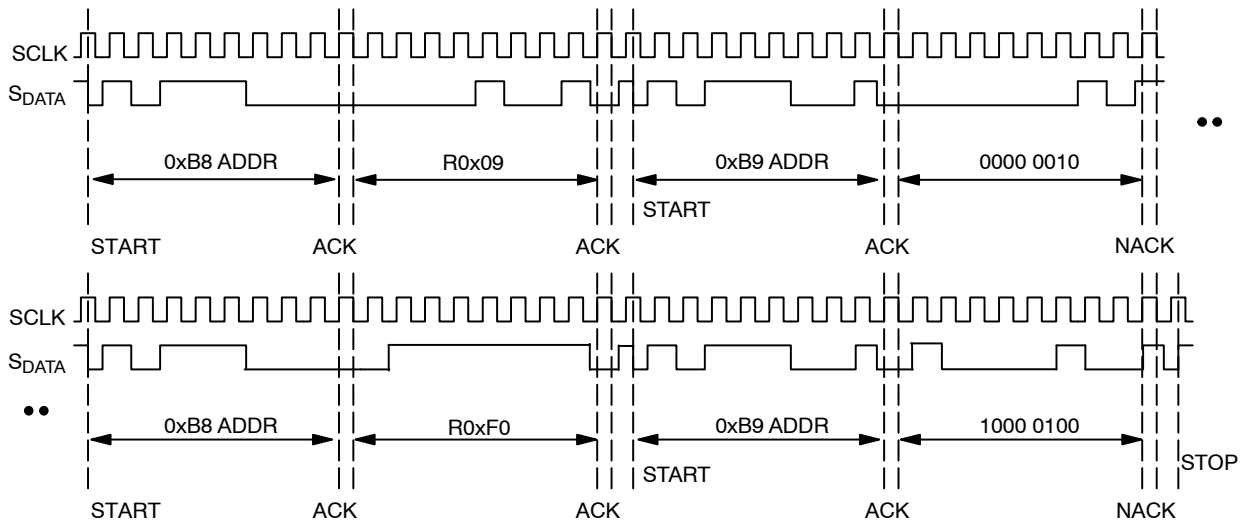 SCLK
SDATA
0xB8 ADDR
R0x09
0xB9 ADDR
0000 0010
START
START
ACK
ACK
ACK
NACK
SCLK
SDATA
0xB8 ADDR
R0xF0
0xB9 ADDR
1000 0100
START
STOP
START
ACK
ACK
ACK
NACK